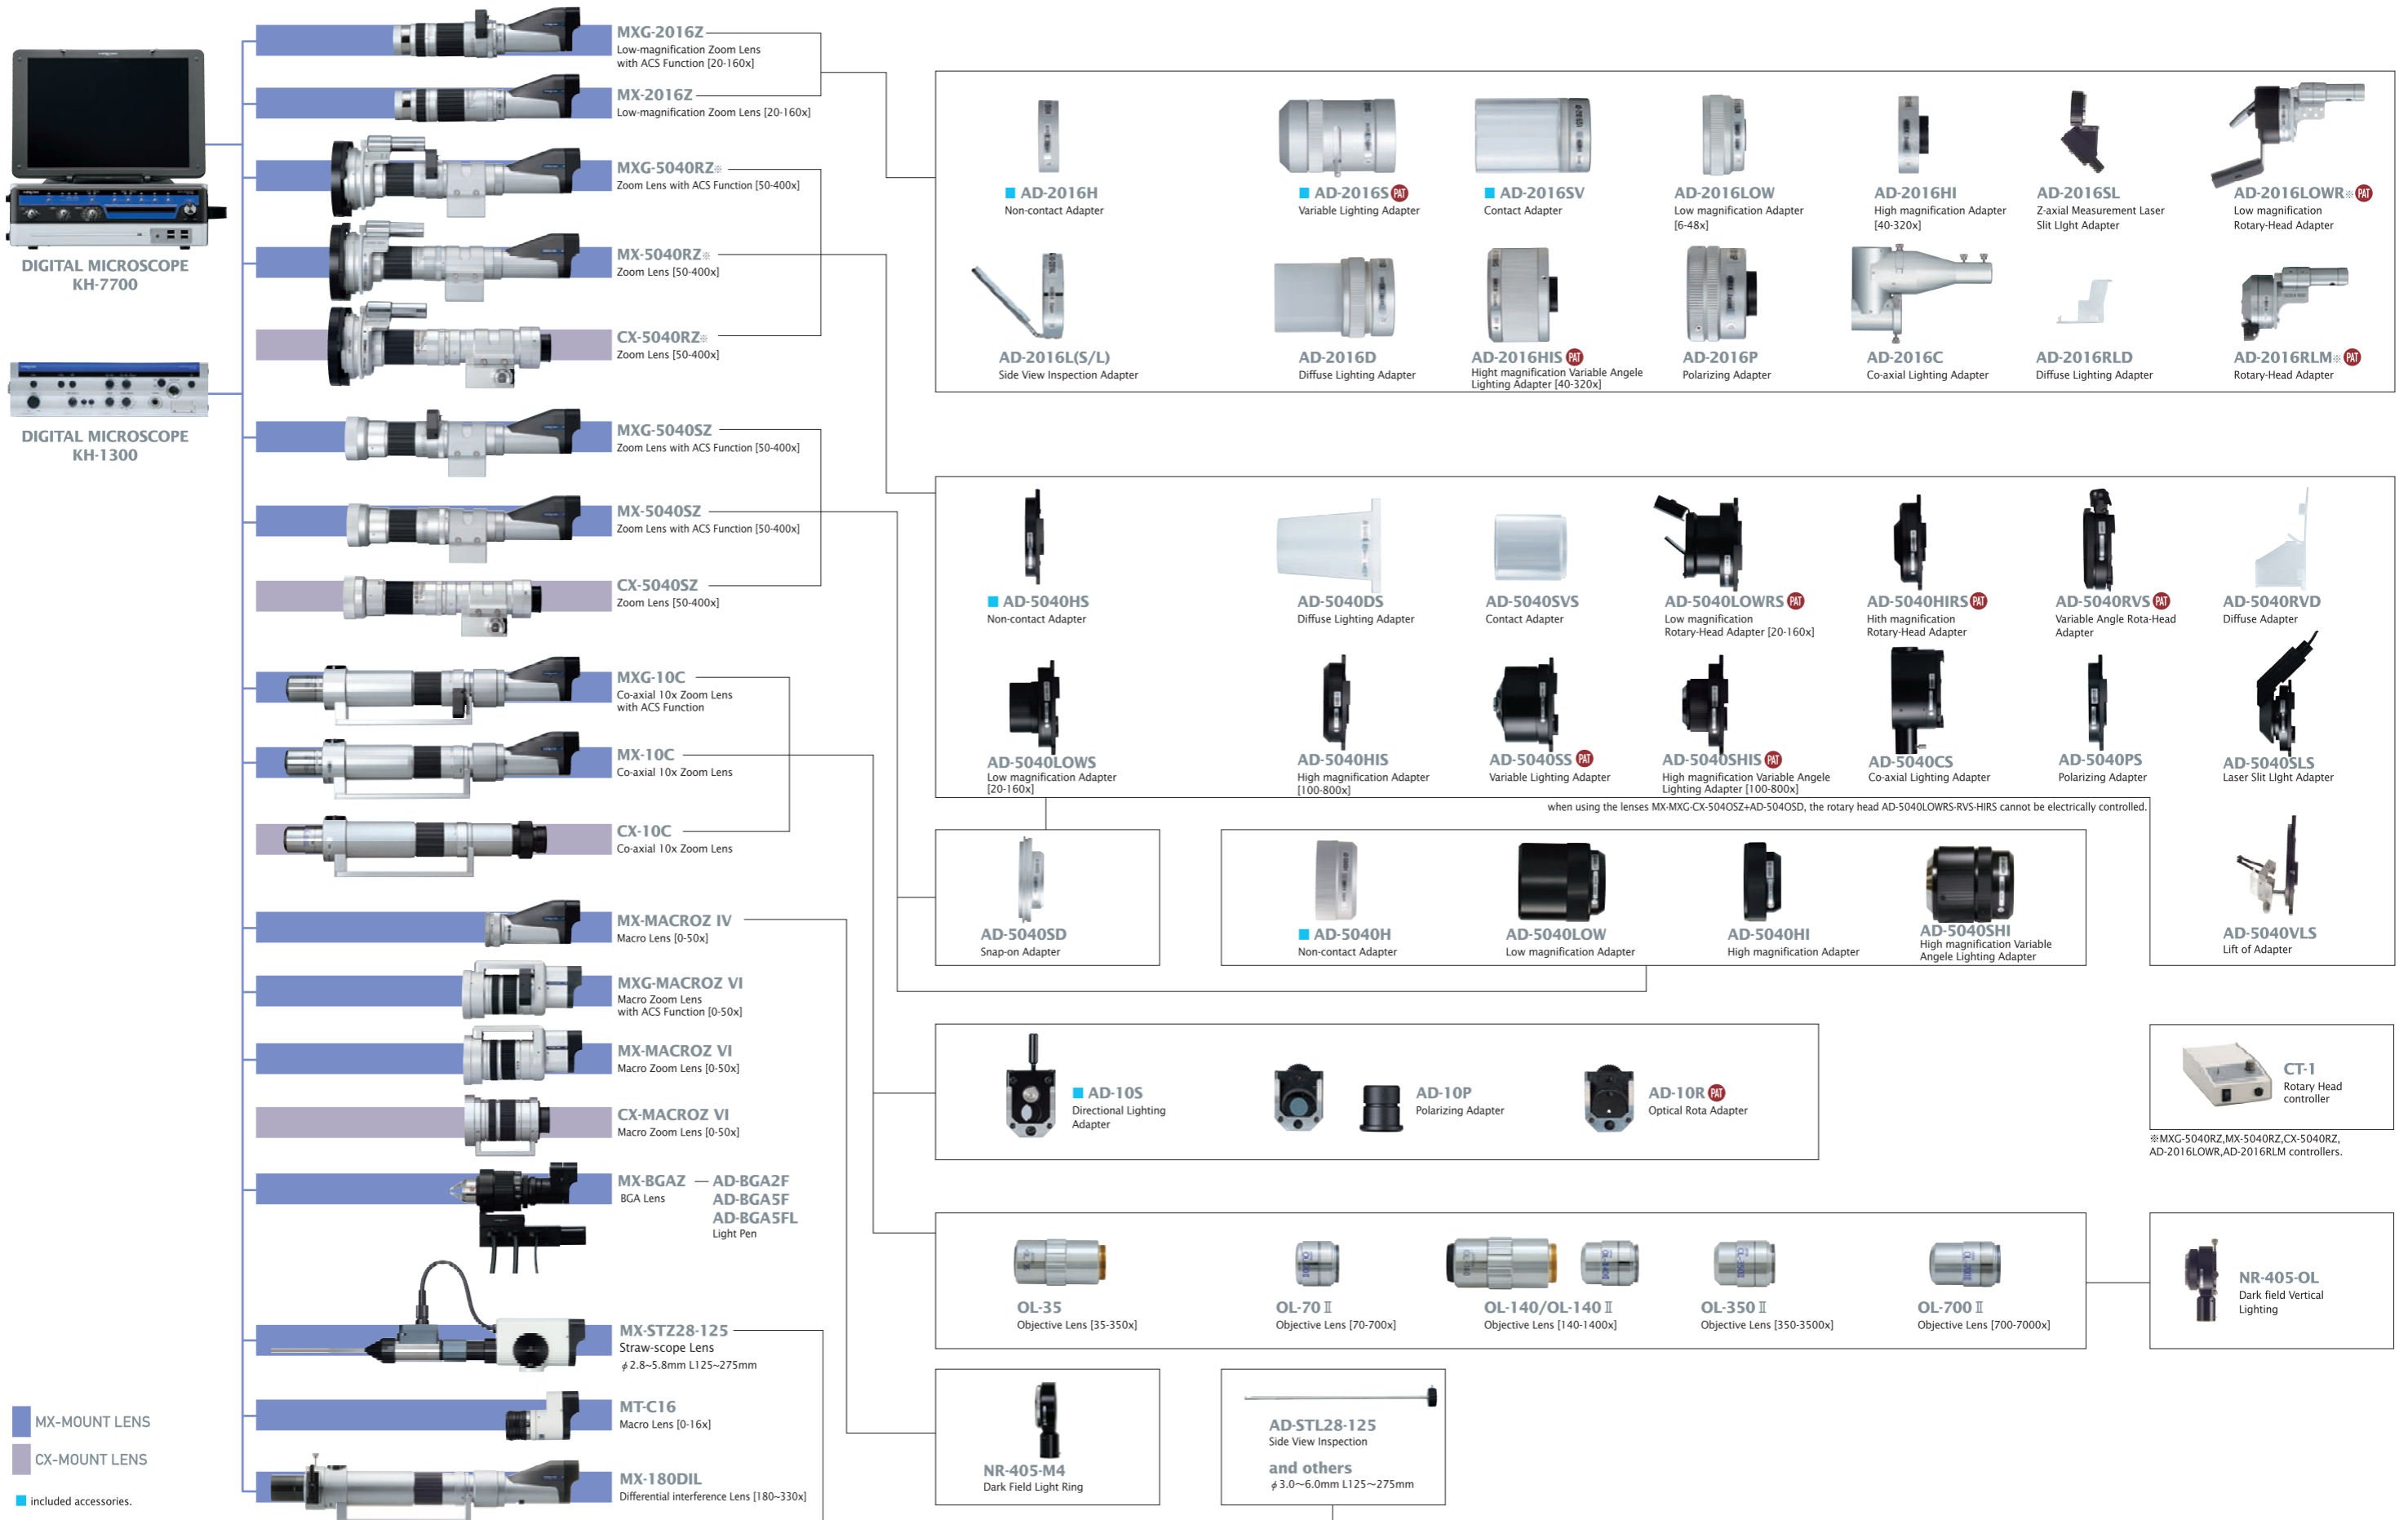 DIGITAL MICROSCOPE
KH-7700
DIGITAL MICROSCOPE
KH-1300
MX-MOUNT LENS
CX-MOUNT LENS
■ included accessories.
MXG-2016Z
Low-magnification Zoom Lens
with ACS Function [20-160x]
MX-2016Z
Low-magnification Zoom Lens [20-160x]
MXG-5040RZ※
Zoom Lens with ACS Function [50-400x]
MX-5040RZ※
Zoom Lens [50-400x]
CX-5040RZ※
Zoom Lens [50-400x]
MXG-5040SZ
Zoom Lens with ACS Function [50-400x]
MX-5040SZ
Zoom Lens with ACS Function [50-400x]
CX-5040SZ
Zoom Lens [50-400x]
MXG-10C
Co-axial 10x Zoom Lens
with ACS Function
MX-10C
Co-axial 10x Zoom Lens
CX-10C
Co-axial 10x Zoom Lens
MX-MACROZ IV
Macro Lens [0-50x]
MXG-MACROZ VI
Macro Zoom Lens
with ACS Function [0-50x]
MX-MACROZ VI
Macro Zoom Lens [0-50x]
CX-MACROZ VI
Macro Zoom Lens [0-50x]
MX-BGAZ
BGA Lens
AD-BGA2F
AD-BGA5F
AD-BGA5FL
Light Pen
MX-STZ28-125
Straw-scope Lens
φ2.8~5.8mm L125~275mm
MT-C16
Macro Lens [0-16x]
MX-180DIL
Differential interference Lens [180~330x]
■ AD-2016H
Non-contact Adapter
■ AD-2016S PAT
Variable Lighting Adapter
■ AD-2016SV
Contact Adapter
AD-2016LOW
Low magnification Adapter
[6-48x]
AD-2016HI
High magnification Adapter
[40-320x]
AD-2016SL
Z-axial Measurement Laser
Slit LIght Adapter
AD-2016LOWR※ PAT
Low magnification
Rotary-Head Adapter
AD-2016L(S/L)
Side View Inspection Adapter
AD-2016D
Diffuse Lighting Adapter
AD-2016HIS PAT
Hight magnification Variable Angele
Lighting Adapter [40-320x]
AD-2016P
Polarizing Adapter
AD-2016C
Co-axial Lighting Adapter
AD-2016RLD
Diffuse Lighting Adapter
AD-2016RLM※ PAT
Rotary-Head Adapter
■ AD-5040HS
Non-contact Adapter
AD-5040DS
Diffuse Lighting Adapter
AD-5040SVS
Contact Adapter
AD-5040LOWRS PAT
Low magnification
Rotary-Head Adapter [20-160x]
AD-5040HIRS PAT
Hith magnification
Rotary-Head Adapter
AD-5040RVS PAT
Variable Angle Rota-Head
Adapter
AD-5040RVD
Diffuse Adapter
AD-5040LOWS
Low magnification Adapter
[20-160x]
AD-5040HIS
High magnification Adapter
[100-800x]
AD-5040SS PAT
Variable Lighting Adapter
AD-5040SHIS PAT
High magnification Variable Angele
Lighting Adapter [100-800x]
AD-5040CS
Co-axial Lighting Adapter
AD-5040PS
Polarizing Adapter
AD-5040SLS
Laser Slit LIght Adapter
when using the lenses MX-MXG-CX-504OSZ+AD-504OSD, the rotary head AD-5040LOWRS-RVS-HIRS cannot be electrically controlled.
AD-5040SD
Snap-on Adapter
■ AD-5040H
Non-contact Adapter
AD-5040LOW
Low magnification Adapter
AD-5040HI
High magnification Adapter
AD-5040SHI
High magnification Variable
Angele Lighting Adapter
AD-5040VLS
Lift of Adapter
■ AD-10S
Directional Lighting
Adapter
AD-10P
Polarizing Adapter
AD-10R PAT
Optical Rota Adapter
CT-1
Rotary Head
controller
※MXG-5040RZ,MX-5040RZ,CX-5040RZ,
AD-2016LOWR,AD-2016RLM controllers.
OL-35
Objective Lens [35-350x]
OL-70Ⅱ
Objective Lens [70-700x]
OL-140/OL-140Ⅱ
Objective Lens [140-1400x]
OL-350Ⅱ
Objective Lens [350-3500x]
OL-700Ⅱ
Objective Lens [700-7000x]
NR-405-OL
Dark field Vertical
Lighting
NR-405-M4
Dark Field Light Ring
AD-STL28-125
Side View Inspection
and others
φ3.0~6.0mm L125~275mm